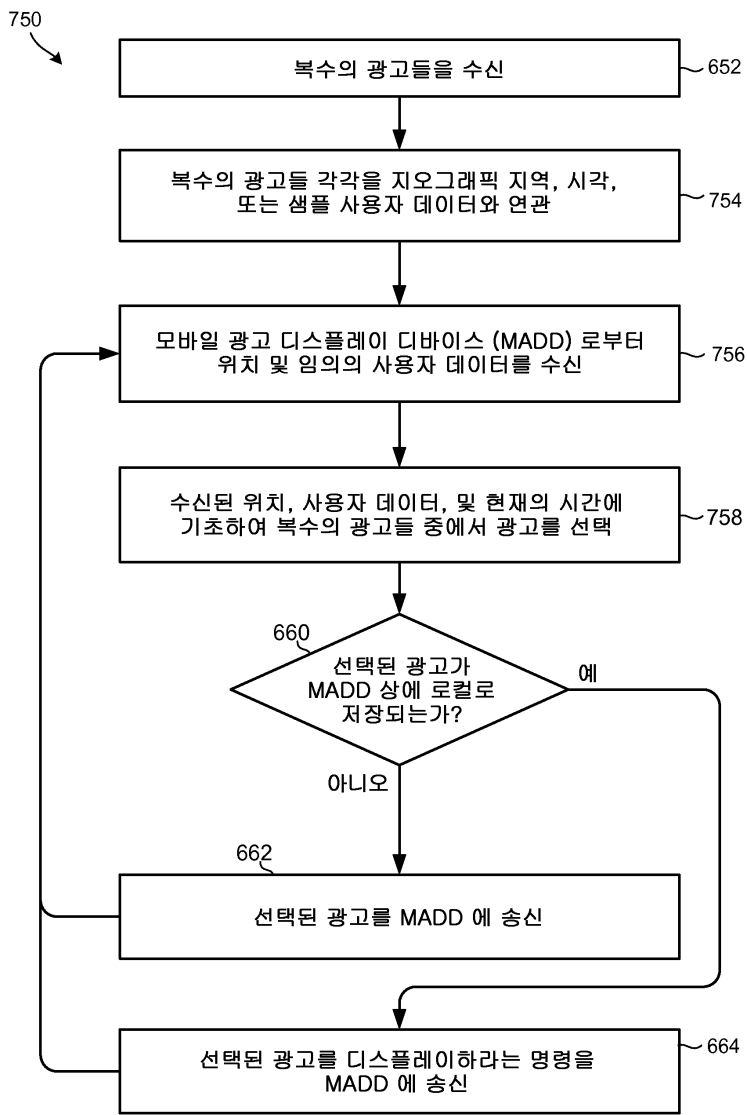 750
복수의 광고들을 수신
652
복수의 광고들 각각을 지오그래픽 지역, 시각,
또는 샘플 사용자 데이터와 연관
754
모바일 광고 디스플레이 디바이스 (MADD) 로부터
위치 및 임의의 사용자 데이터를 수신
756
수신된 위치, 사용자 데이터, 및 현재의 시간에
기초하여 복수의 광고들 중에서 광고를 선택
758
660
선택된 광고가
MADD 상에 로컬로
저장되는가?
예
아니오
662
선택된 광고를 MADD 에 송신
선택된 광고를 디스플레이하라는 명령을
MADD 에 송신
664